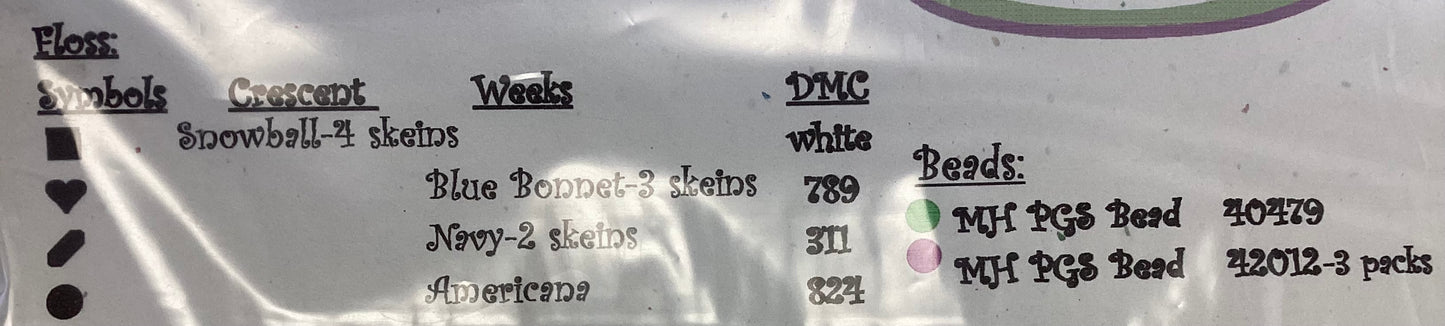 Floss:
Symbols Crescent Weeks DMC
Snowball-4 skeins white
Blue Bonnet-3 skeins 789
Navy-2 skeins 311
Americana 824
Beads:
MH PGS Bead 40479
MH PGS Bead 42012-3 packs